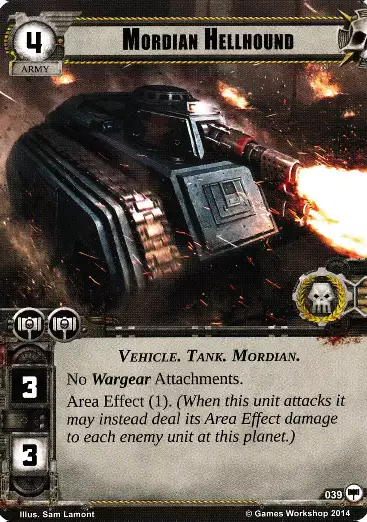 4
ARMY
MORDIAN HELLHOUND
VEHICLE. TANK. MORDIAN.
3
No Wargear Attachments.
Area Effect (1). (When this unit attacks it
may instead deal its Area Effect damage
to each enemy unit at this planet.)
3
039
Illus. Sam Lamont
© Games Workshop 2014